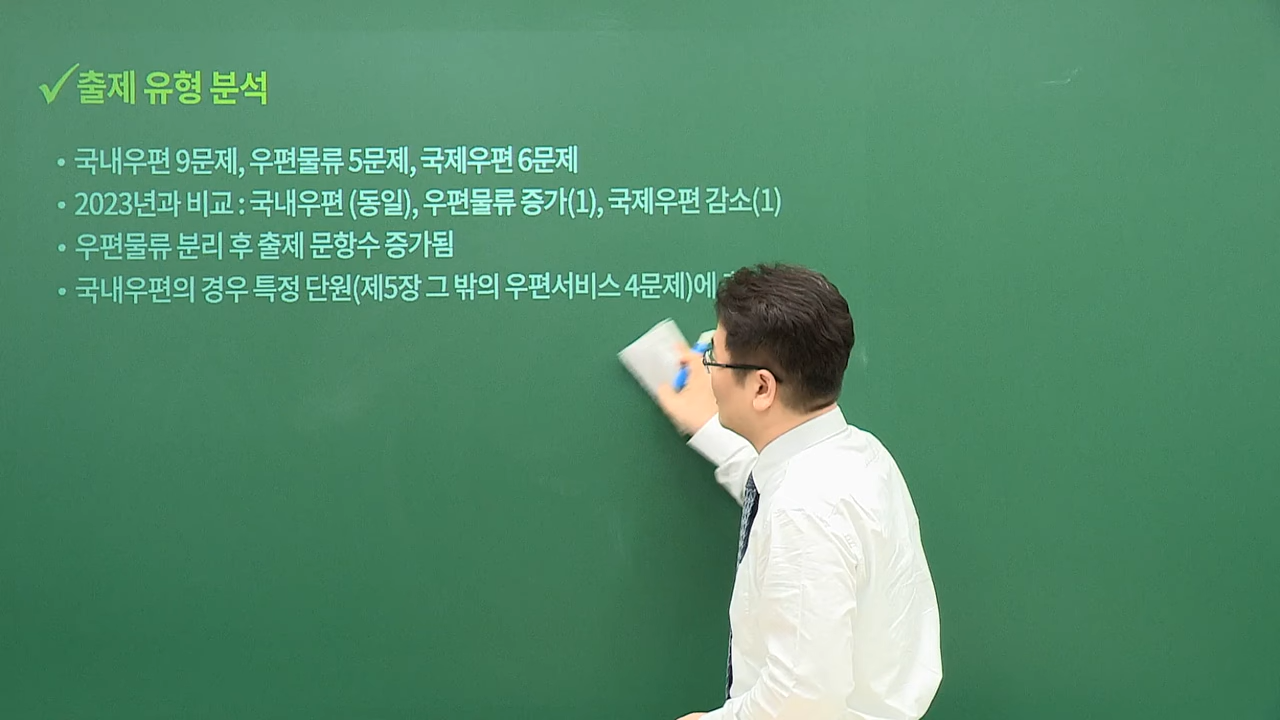 출제 유형 분석
• 국내우편 9문제, 우편물류 5문제, 국제우편 6문제
• 2023년과 비교 : 국내우편 (동일), 우편물류 증가(1), 국제우편 감소(1)
• 우편물류 분리 후 출제 문항수 증가됨
• 국내우편의 경우 특정 단원(제5장 그 밖의 우편서비스 4문제)에